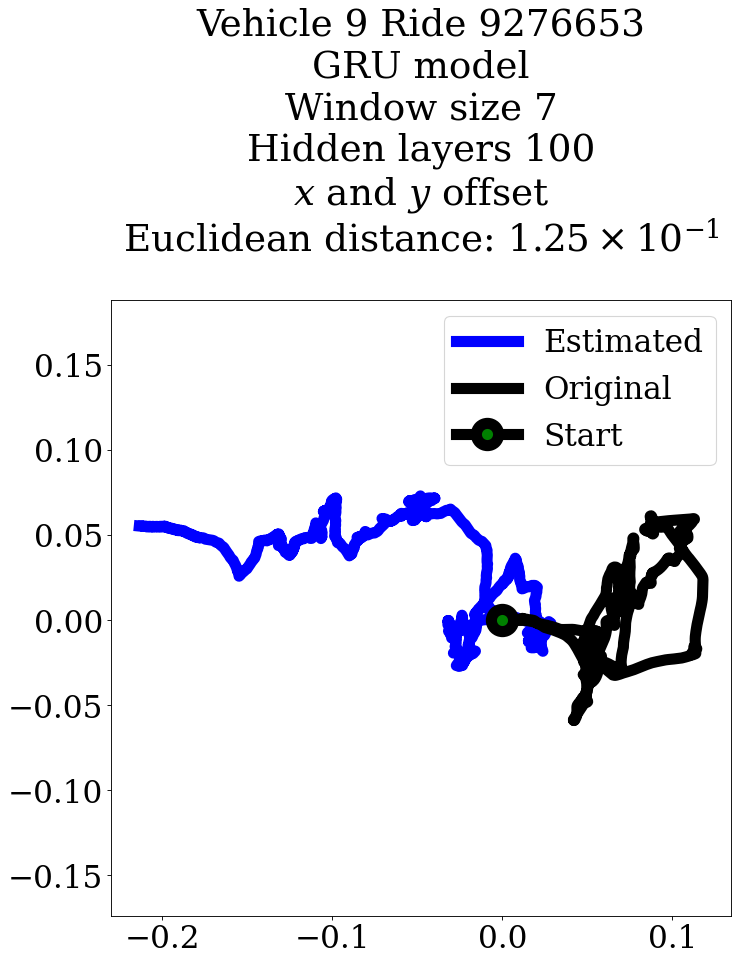 Vehicle 9 Ride 9276653
GRU model
Window size 7
Hidden layers 100
x and y offset
Euclidean distance: 1.25 × 10⁻¹
Estimated
Original
Start
0.15
0.10
0.05
0.00
−0.05
−0.10
−0.15
−0.2 −0.1 0.0 0.1